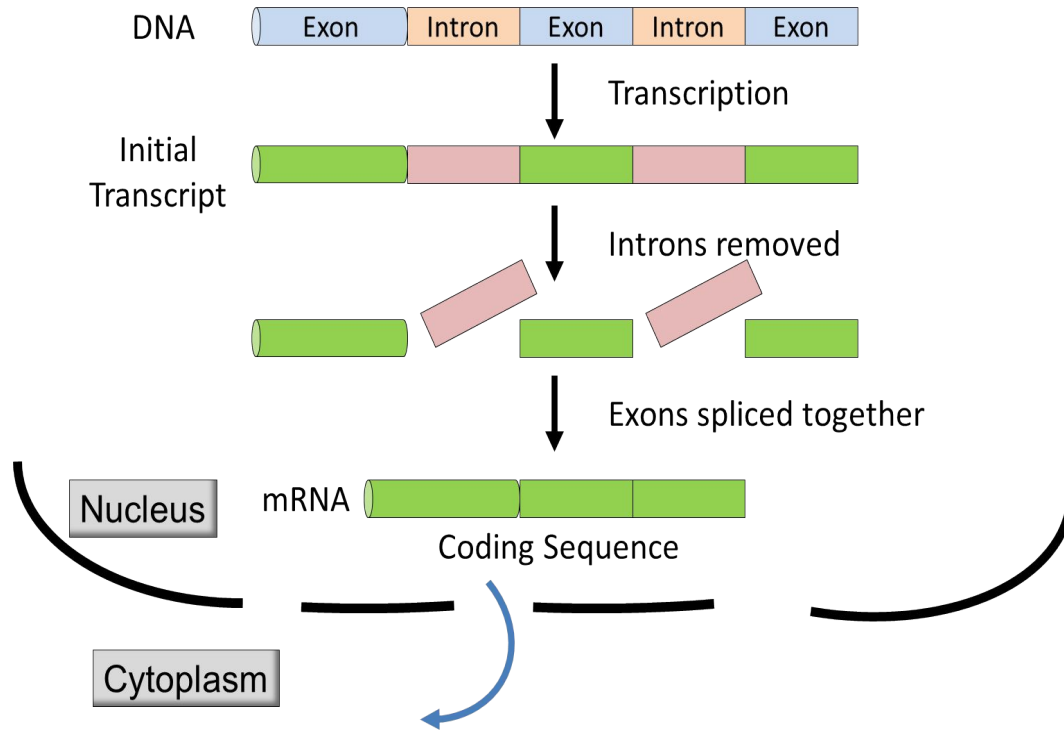 DNA
Exon Intron Exon Intron Exon
Transcription
Initial
Transcript
Introns removed
Exons spliced together
Nucleus
mRNA
Coding Sequence
Cytoplasm